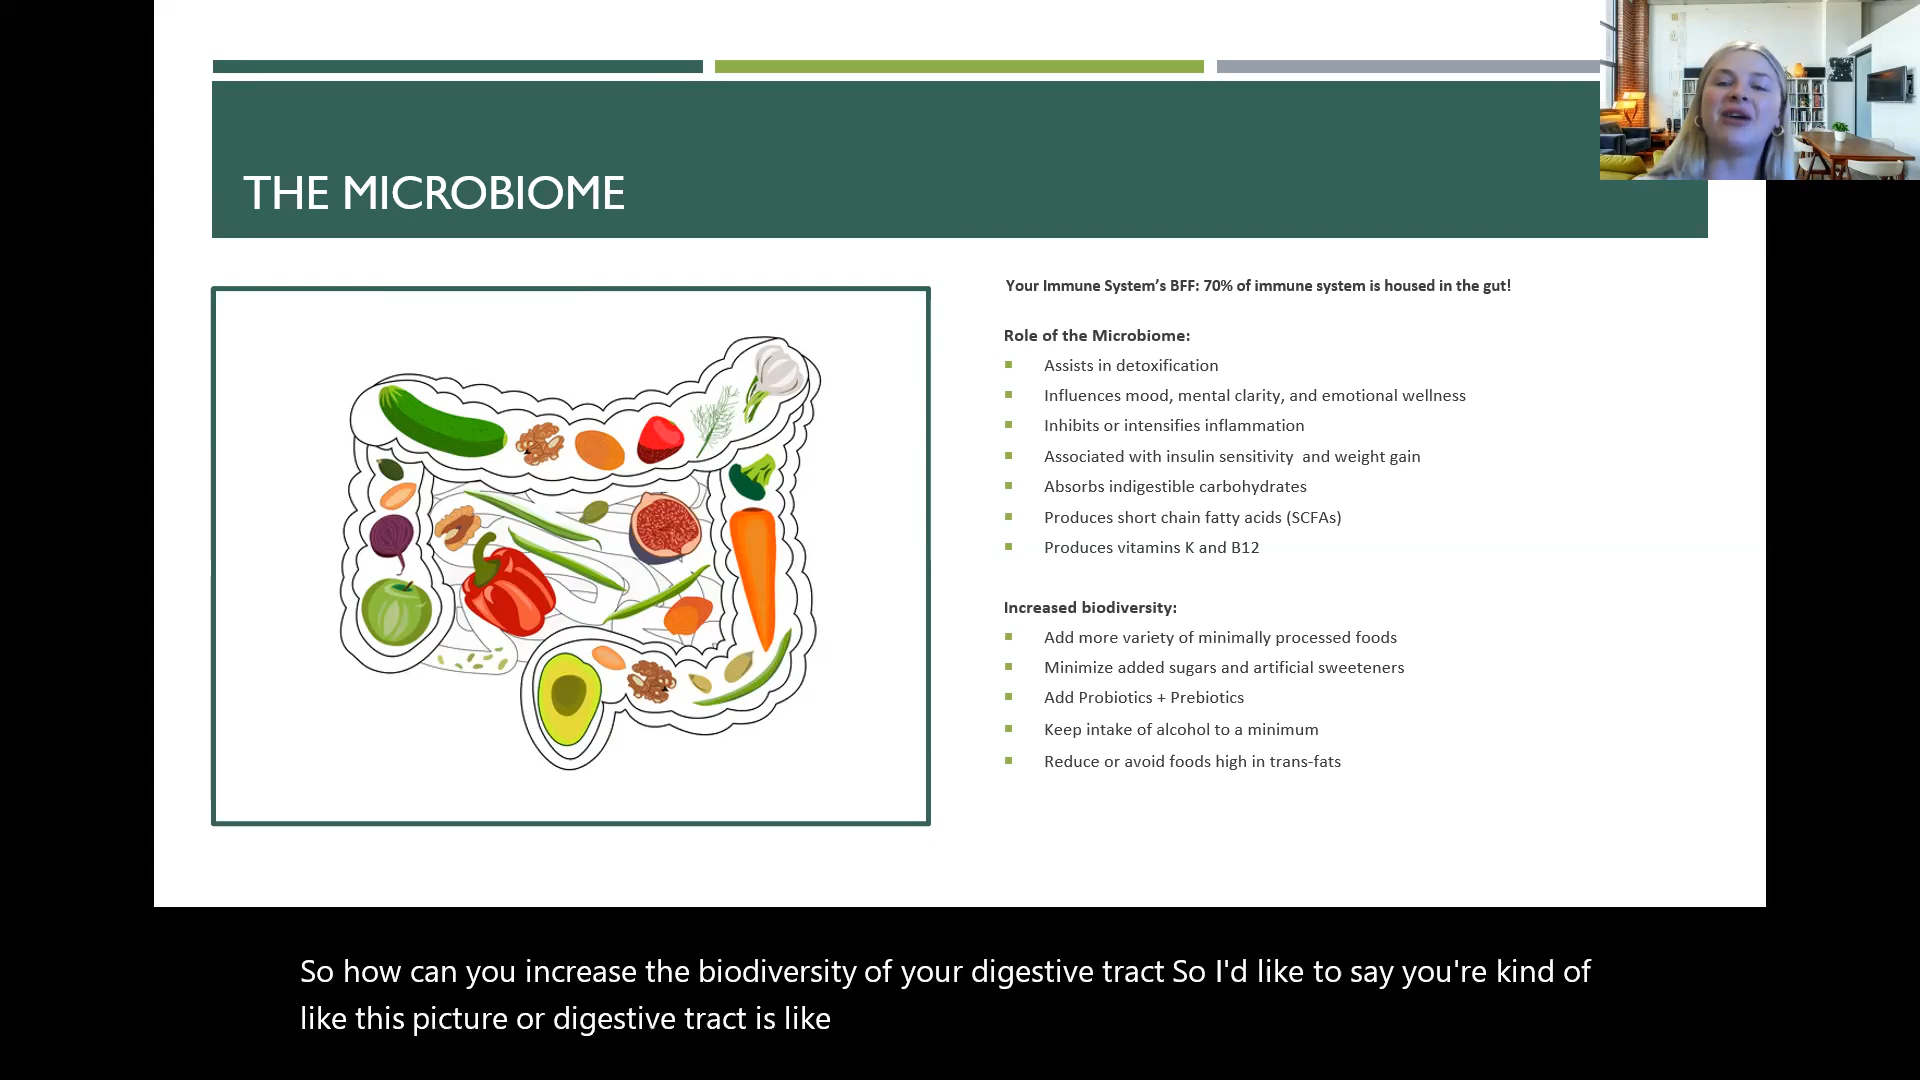 THE MICROBIOME
Your Immune System’s BFF: 70% of immune system is housed in the gut!
Role of the Microbiome:
Assists in detoxification
Influences mood, mental clarity, and emotional wellness
Inhibits or intensifies inflammation
Associated with insulin sensitivity  and weight gain
Absorbs indigestible carbohydrates
Produces short chain fatty acids (SCFAs)
Produces vitamins K and B12
Increased biodiversity:
Add more variety of minimally processed foods
Minimize added sugars and artificial sweeteners
Add Probiotics + Prebiotics
Keep intake of alcohol to a minimum
Reduce or avoid foods high in trans-fats
So how can you increase the biodiversity of your digestive tract So I'd like to say you're kind of
like this picture or digestive tract is like